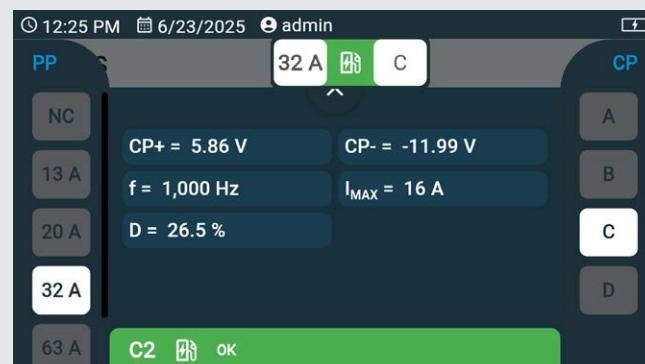 12:25 PM 6/23/2025 admin
PP S 32 A C CP
NC A
CP+ = 5.86 V CP- = -11.99 V
13 A B
f = 1,000 Hz IMAX = 16 A
20 A D = 26.5 % C
32 A D
63 A C2 OK